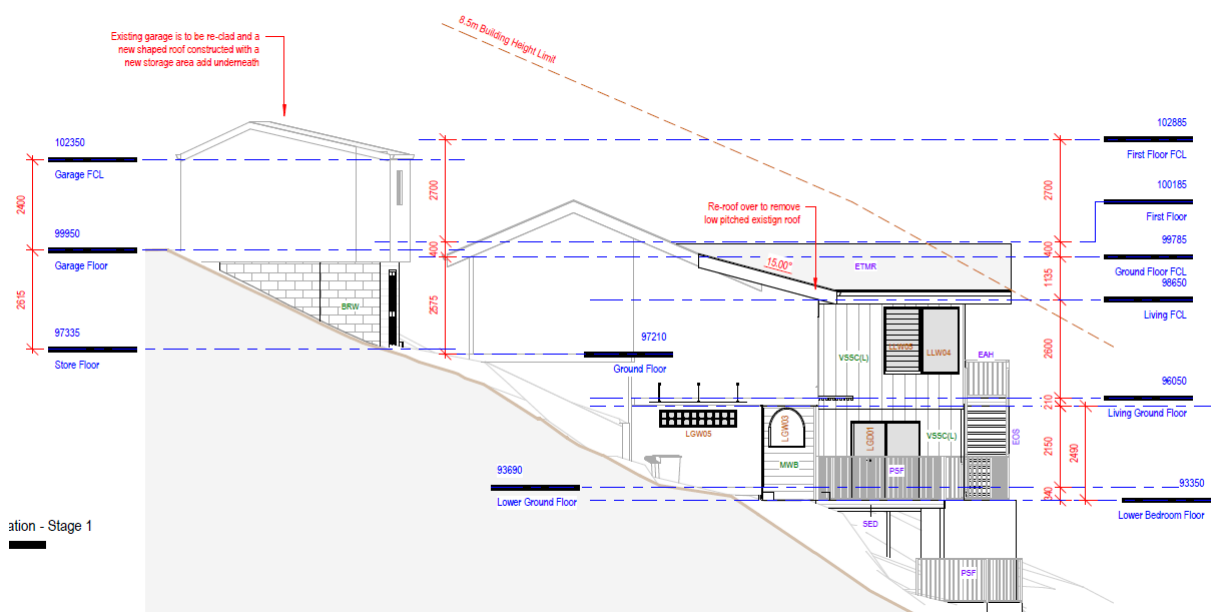 8.5m Building Height Limit
Existing garage is to be re-clad and a
new shaped roof constructed with a
new storage area add underneath
102350
Garage FCL
2400
99950
Garage Floor
2615
97335
Store Floor
BRW
2700
400
2575
97210
Ground Floor
Re-roof over to remove
low pitched existign roof
15.00°
ETMR
102885
First Floor FCL
2700
100185
First Floor
400
99785
Ground Floor FCL
1135
98650
Living FCL
2600
VSSC(L)
LLW04
EAH
96050
Living Ground Floor
210
LGW05
LGW03
MWB
LGD01
VSSC(L)
EOS
PSF
2150
2490
93690
Lower Ground Floor
340
93350
Lower Bedroom Floor
SED
PSF
ation - Stage 1